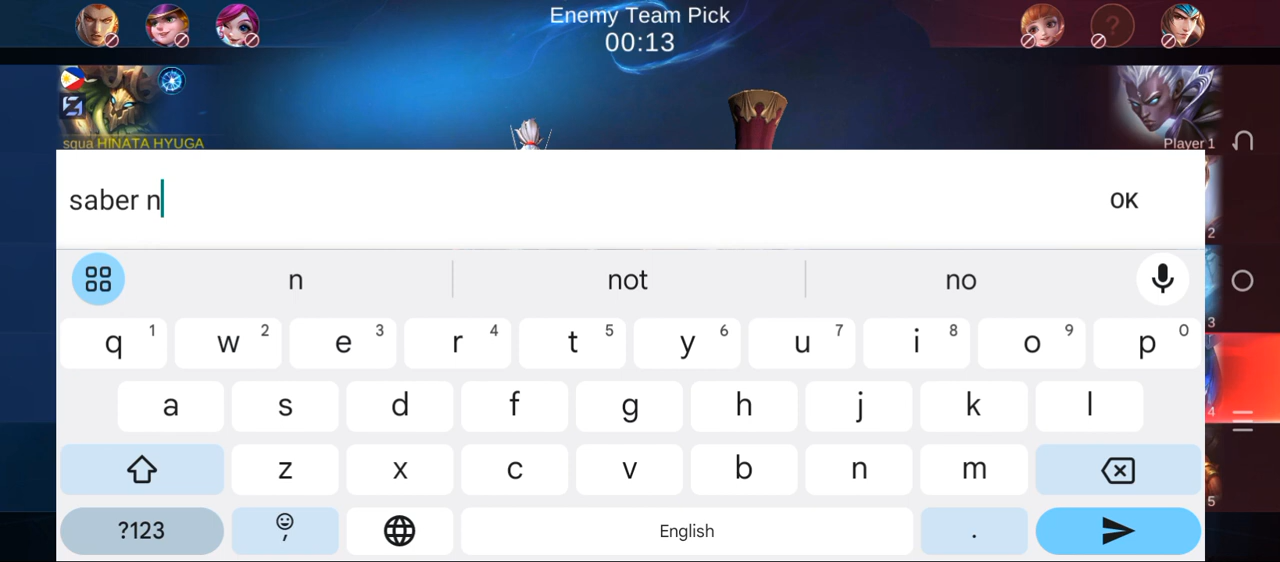 Enemy Team Pick
00:13
?
squa HINATA HYUGA
Player 1
saber n
OK
2
n
not
no
3
q 1 w 2 e 3 r 4 t 5 y 6 u 7 i 8 o 9 p 0
a s d f g h j k l
4
z x c v b n m
5
?123
,
English
.